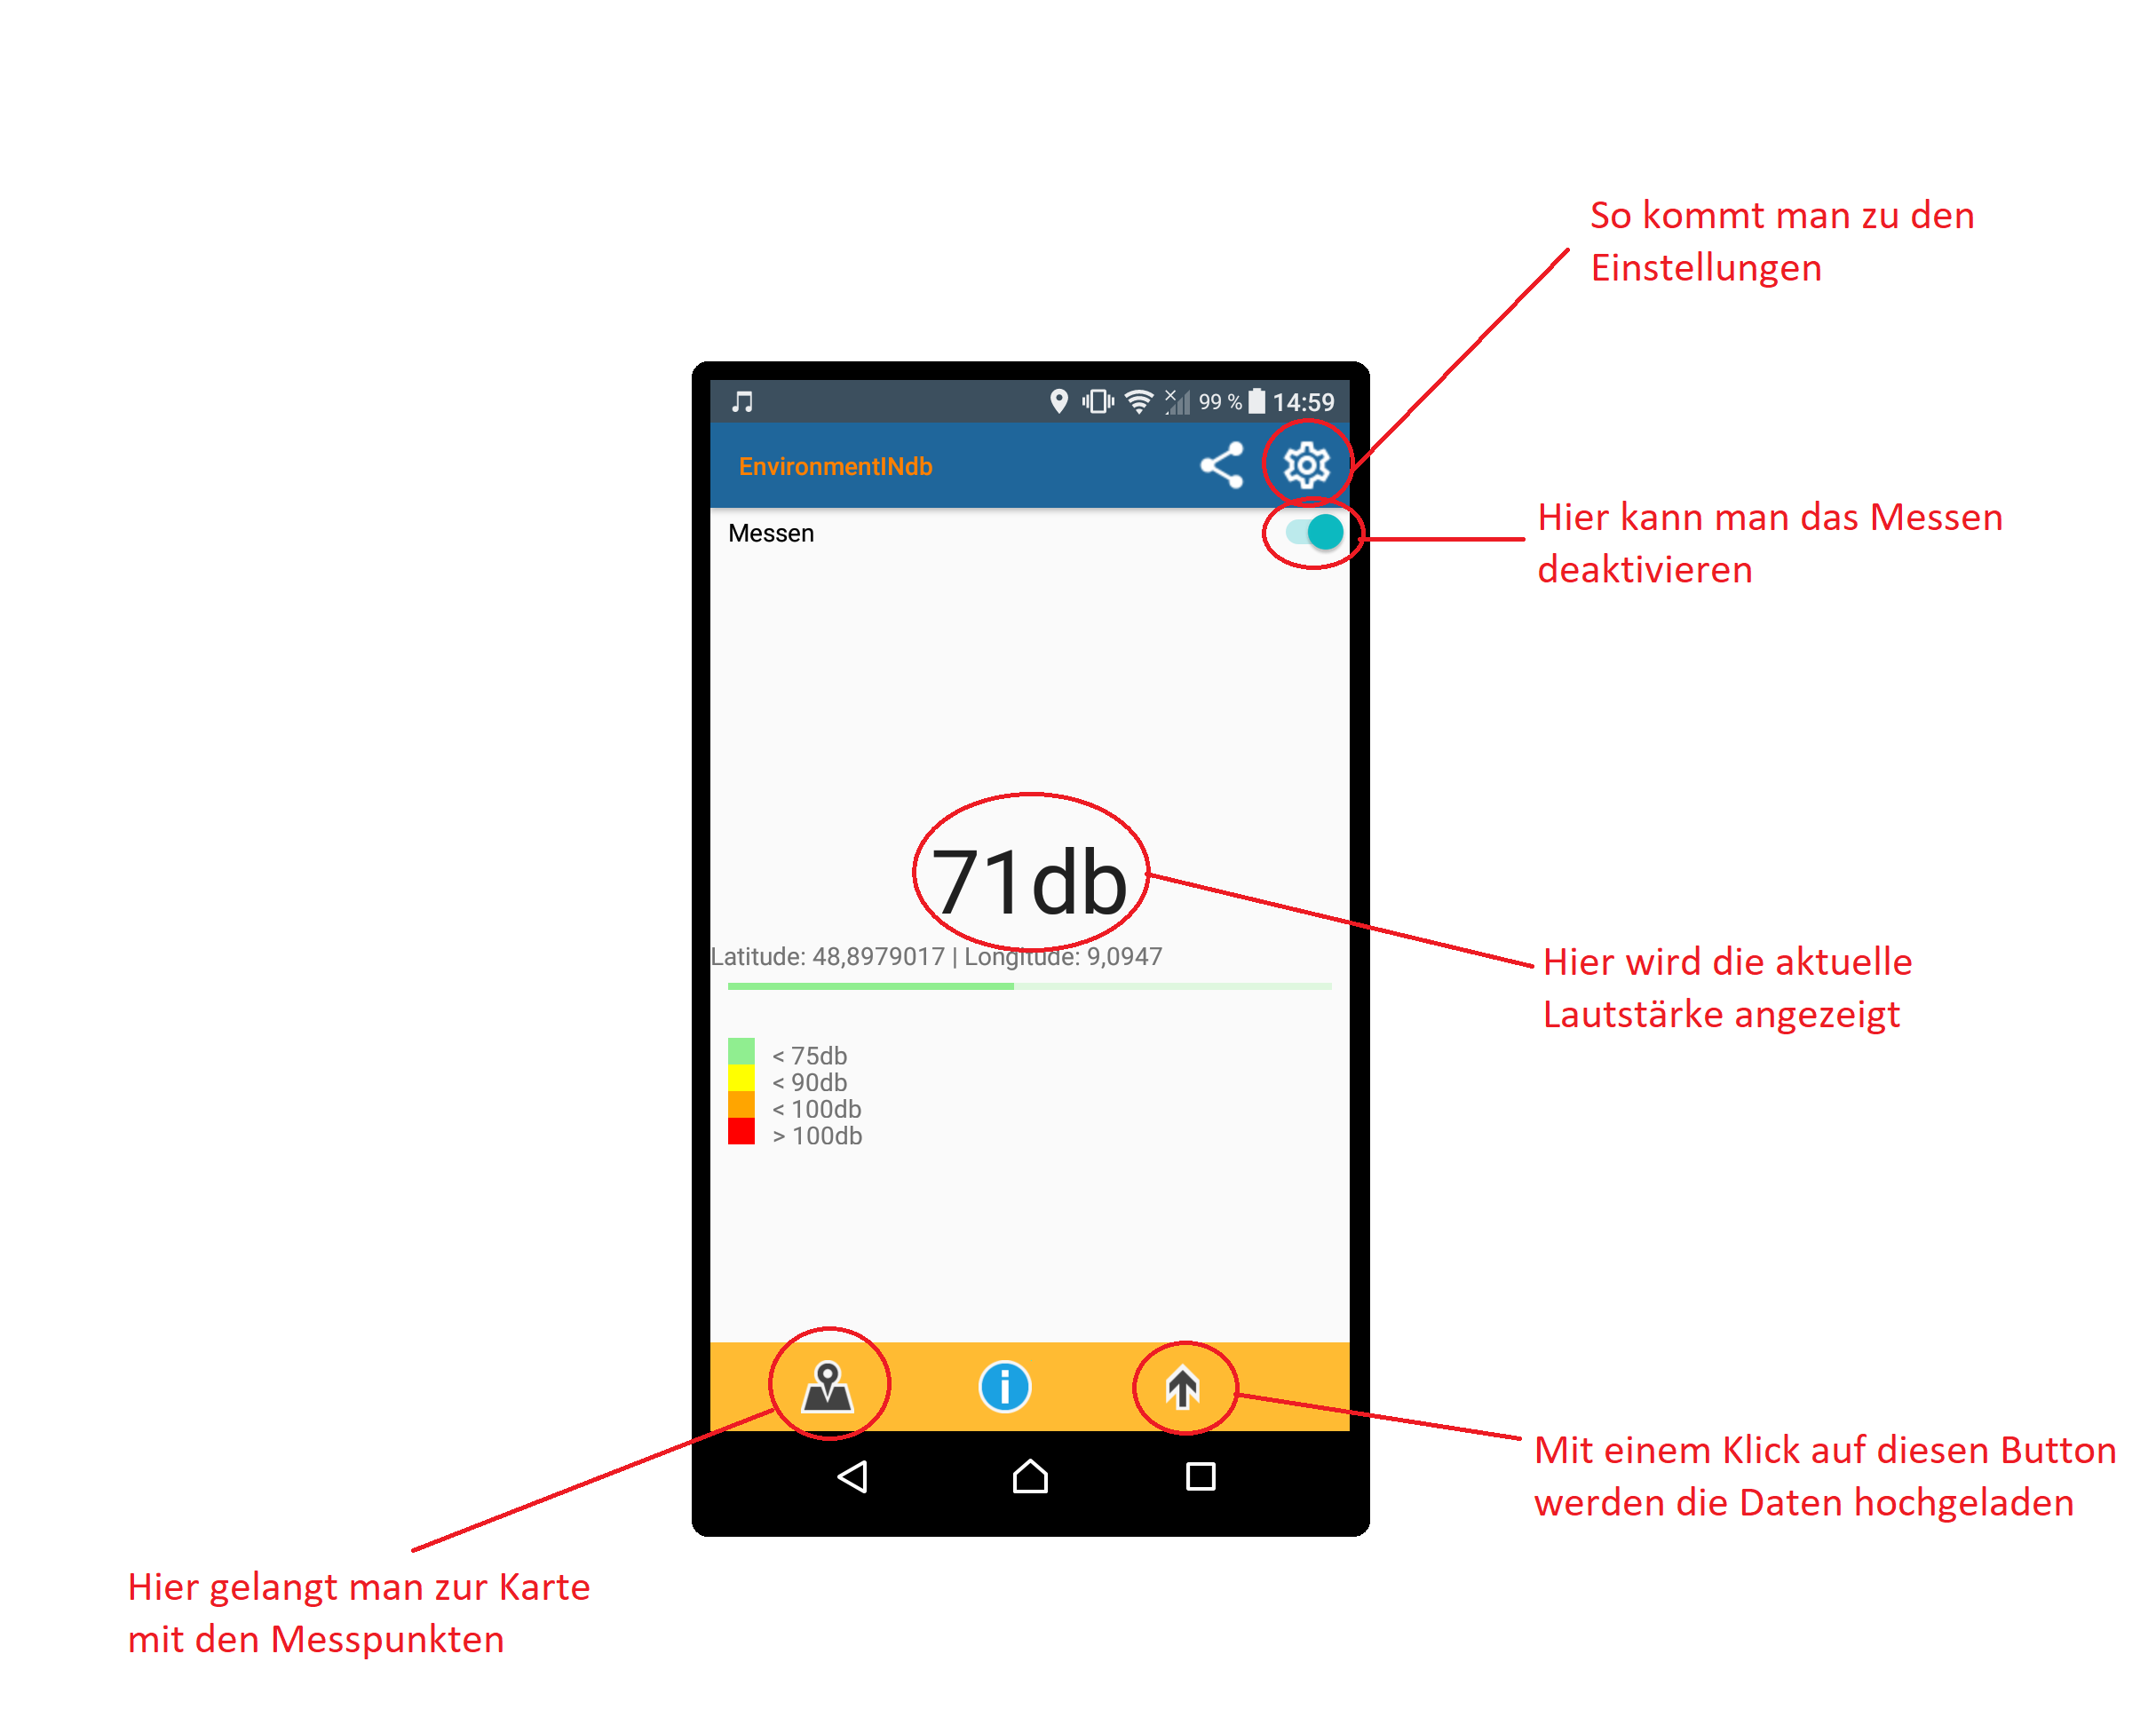 So kommt man zu den
Einstellungen
99 % 14:59
EnvironmentINdb
Messen
Hier kann man das Messen
deaktivieren
71db
Latitude: 48,8979017 | Longitude: 9,0947
Hier wird die aktuelle
Lautstärke angezeigt
< 75db
< 90db
< 100db
> 100db
Mit einem Klick auf diesen Button
werden die Daten hochgeladen
Hier gelangt man zur Karte
mit den Messpunkten